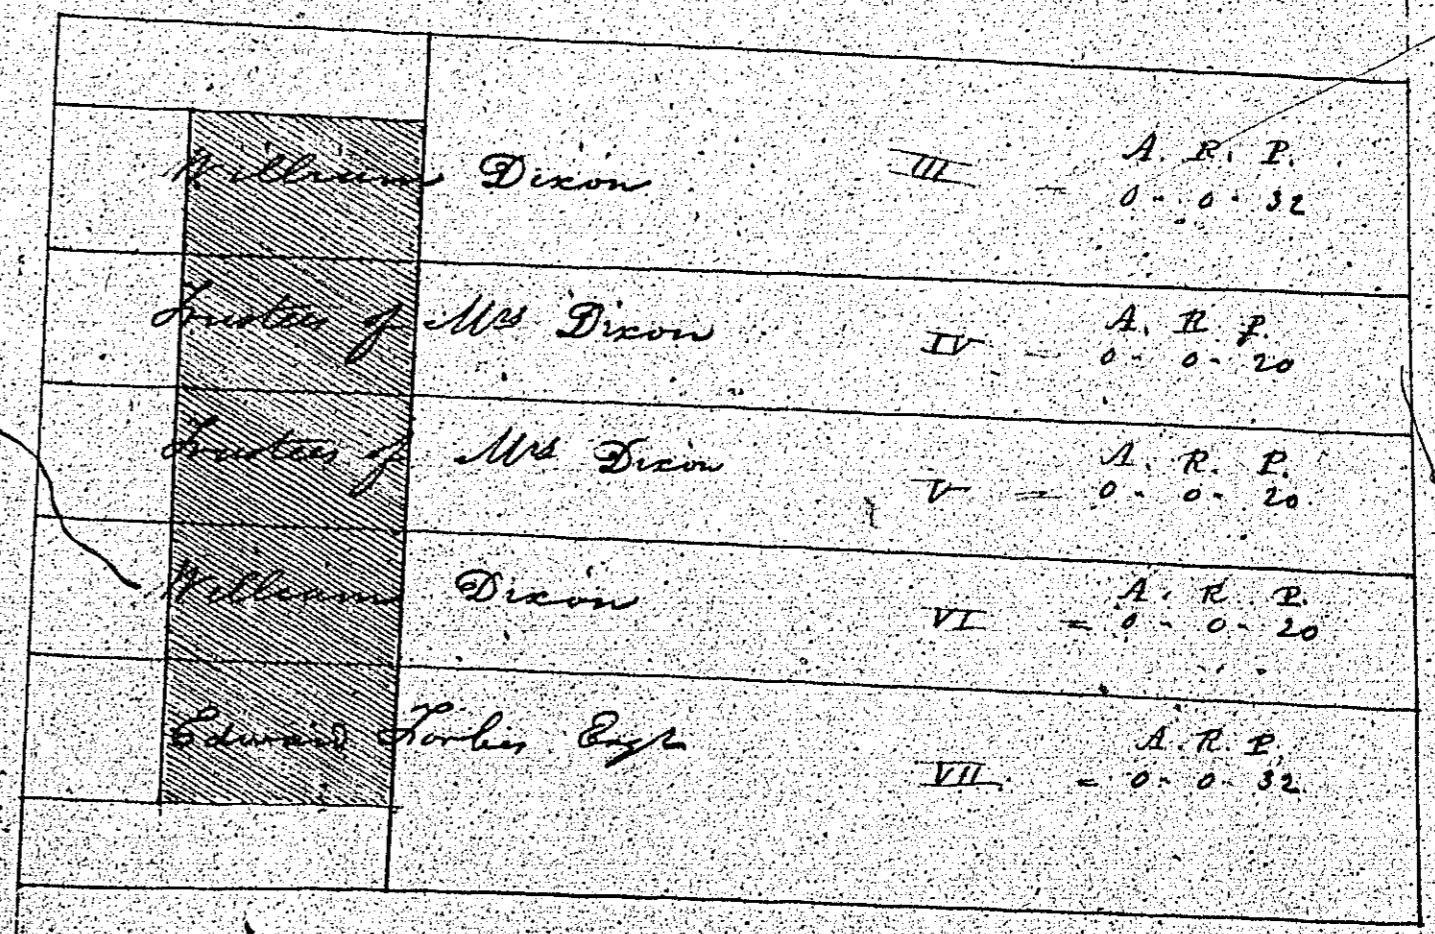 A. R. P.
William Dixon III = 0 - 0 - 32
A. R. P.
Trustees of Mrs Dixon IV = 0 - 0 - 20
A. R. P.
Trustees of Mrs Dixon V = 0 - 0 - 20
A. R. P.
William Dixon VI = 0 - 0 - 20
A. R. P.
Edward Forbes Esqr VII = 0 - 0 - 32